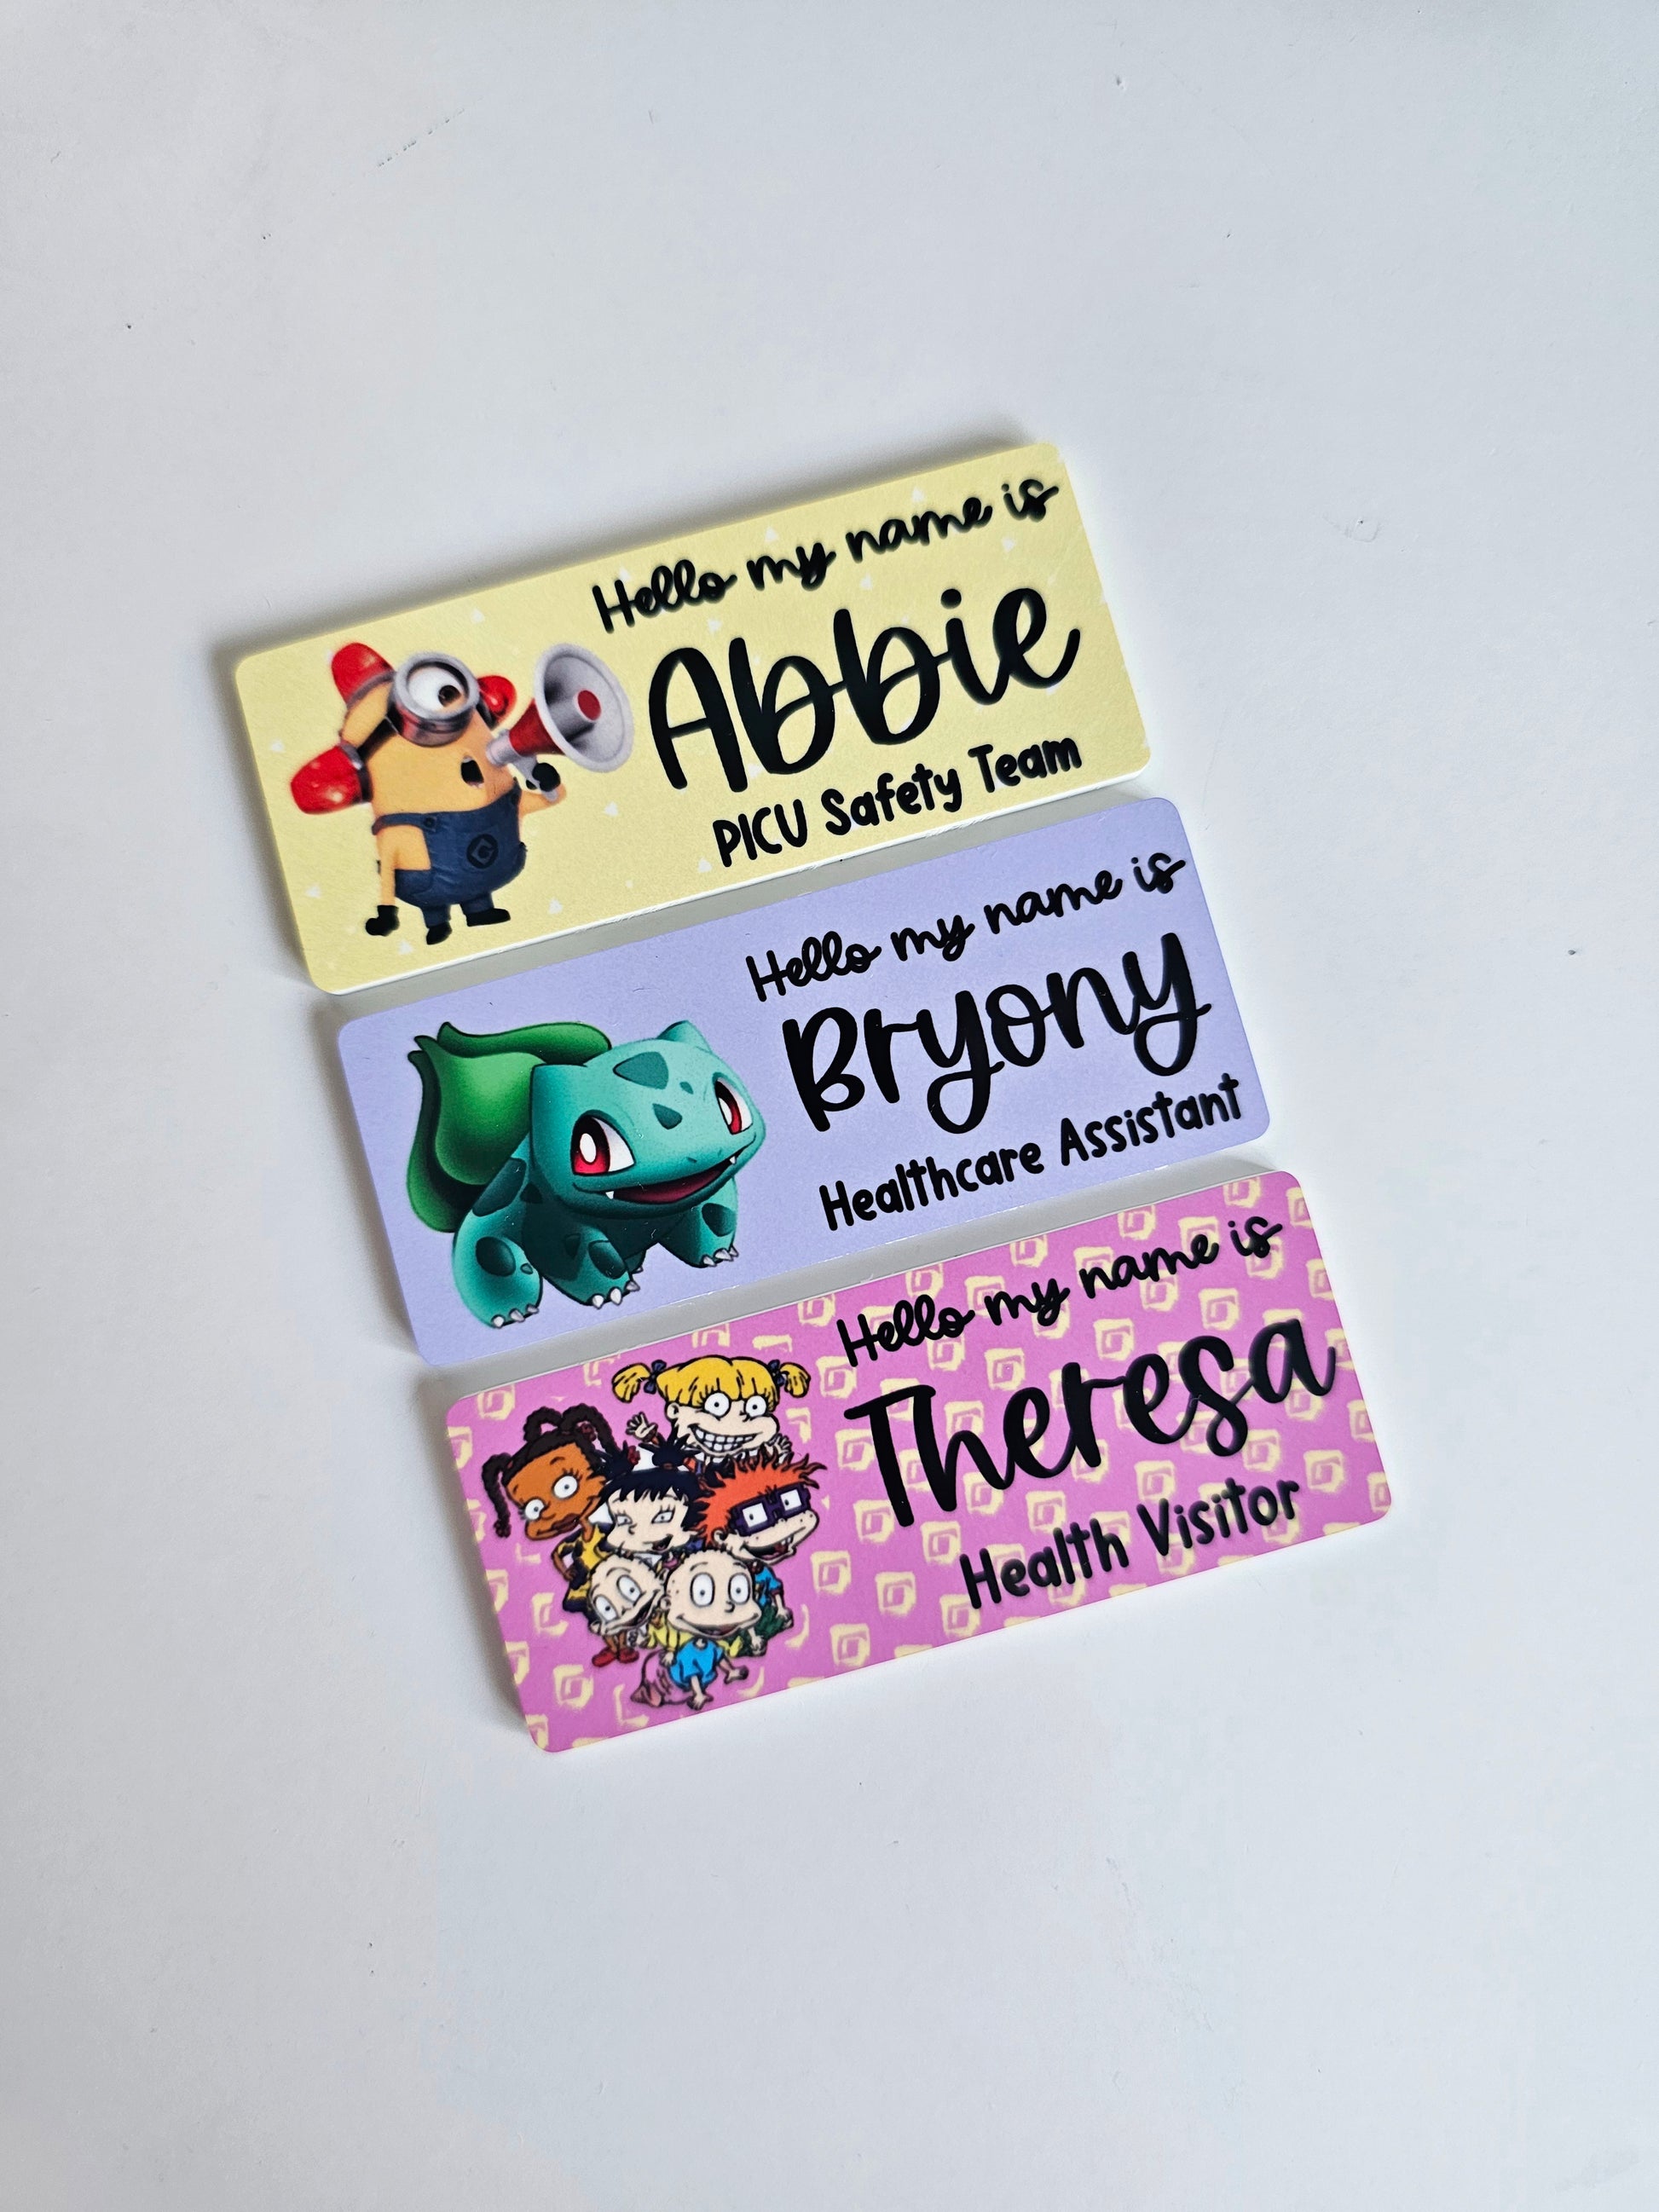 Hello my name is
Abbie
PICU Safety Team
Hello my name is
Bryony
Healthcare Assistant
Hello my name is
Theresa
Health Visitor